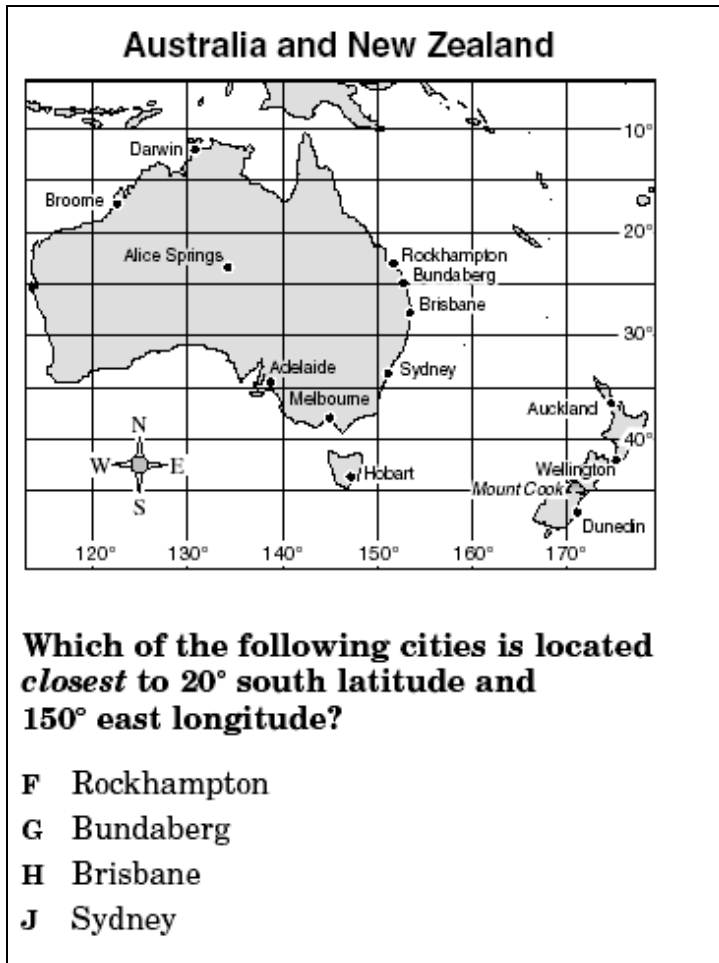 Australia and New Zealand
10°
Darwin
Broome
20°
Alice Springs
Rockhampton
Bundaberg
Brisbane
30°
Adelaide
Sydney
Melbourne
Auckland
N
40°
W E
Wellington
Hobart
Mount Cook
S
Dunedin
120° 130° 140° 150° 160° 170°
Which of the following cities is located
closest to 20° south latitude and
150° east longitude?
F Rockhampton
G Bundaberg
H Brisbane
J Sydney